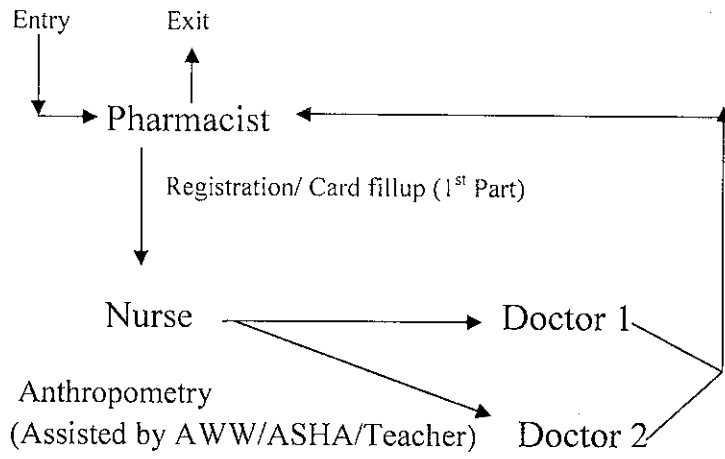 Entry Exit
Pharmacist
Registration/ Card fillup (1st Part)
Nurse Doctor 1
Anthropometry
(Assisted by AWW/ASHA/Teacher) Doctor 2